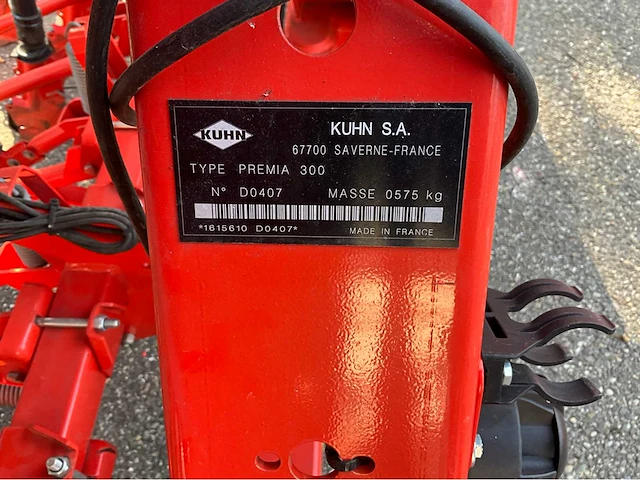 KUHN
KUHN S.A.
67700 SAVERNE-FRANCE
TYPE PREMIA 300
N° D0407 MASSE 0575 kg
*1615610 D0407* MADE IN FRANCE